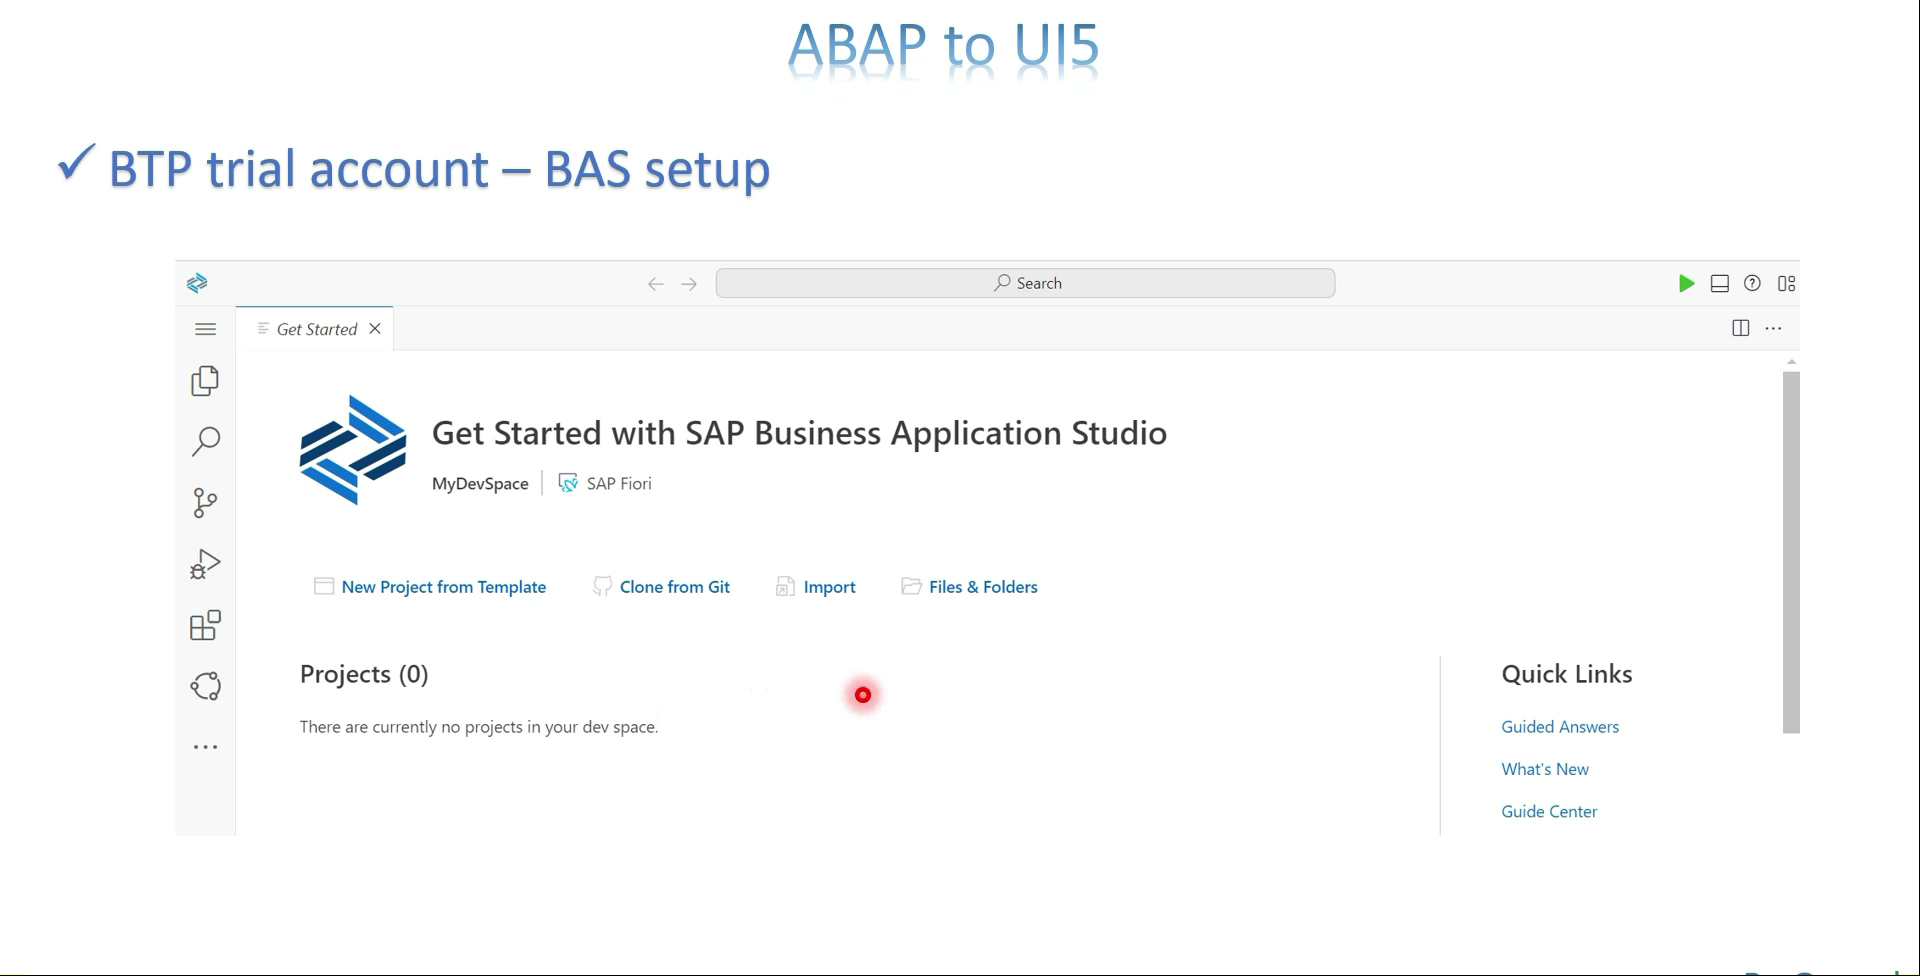 ABAP to UI5
BTP trial account – BAS setup
Search
Get Started
Get Started with SAP Business Application Studio
MyDevSpace
SAP Fiori
New Project from Template
Clone from Git
Import
Files & Folders
Projects (0)
Quick Links
There are currently no projects in your dev space.
Guided Answers
What's New
Guide Center